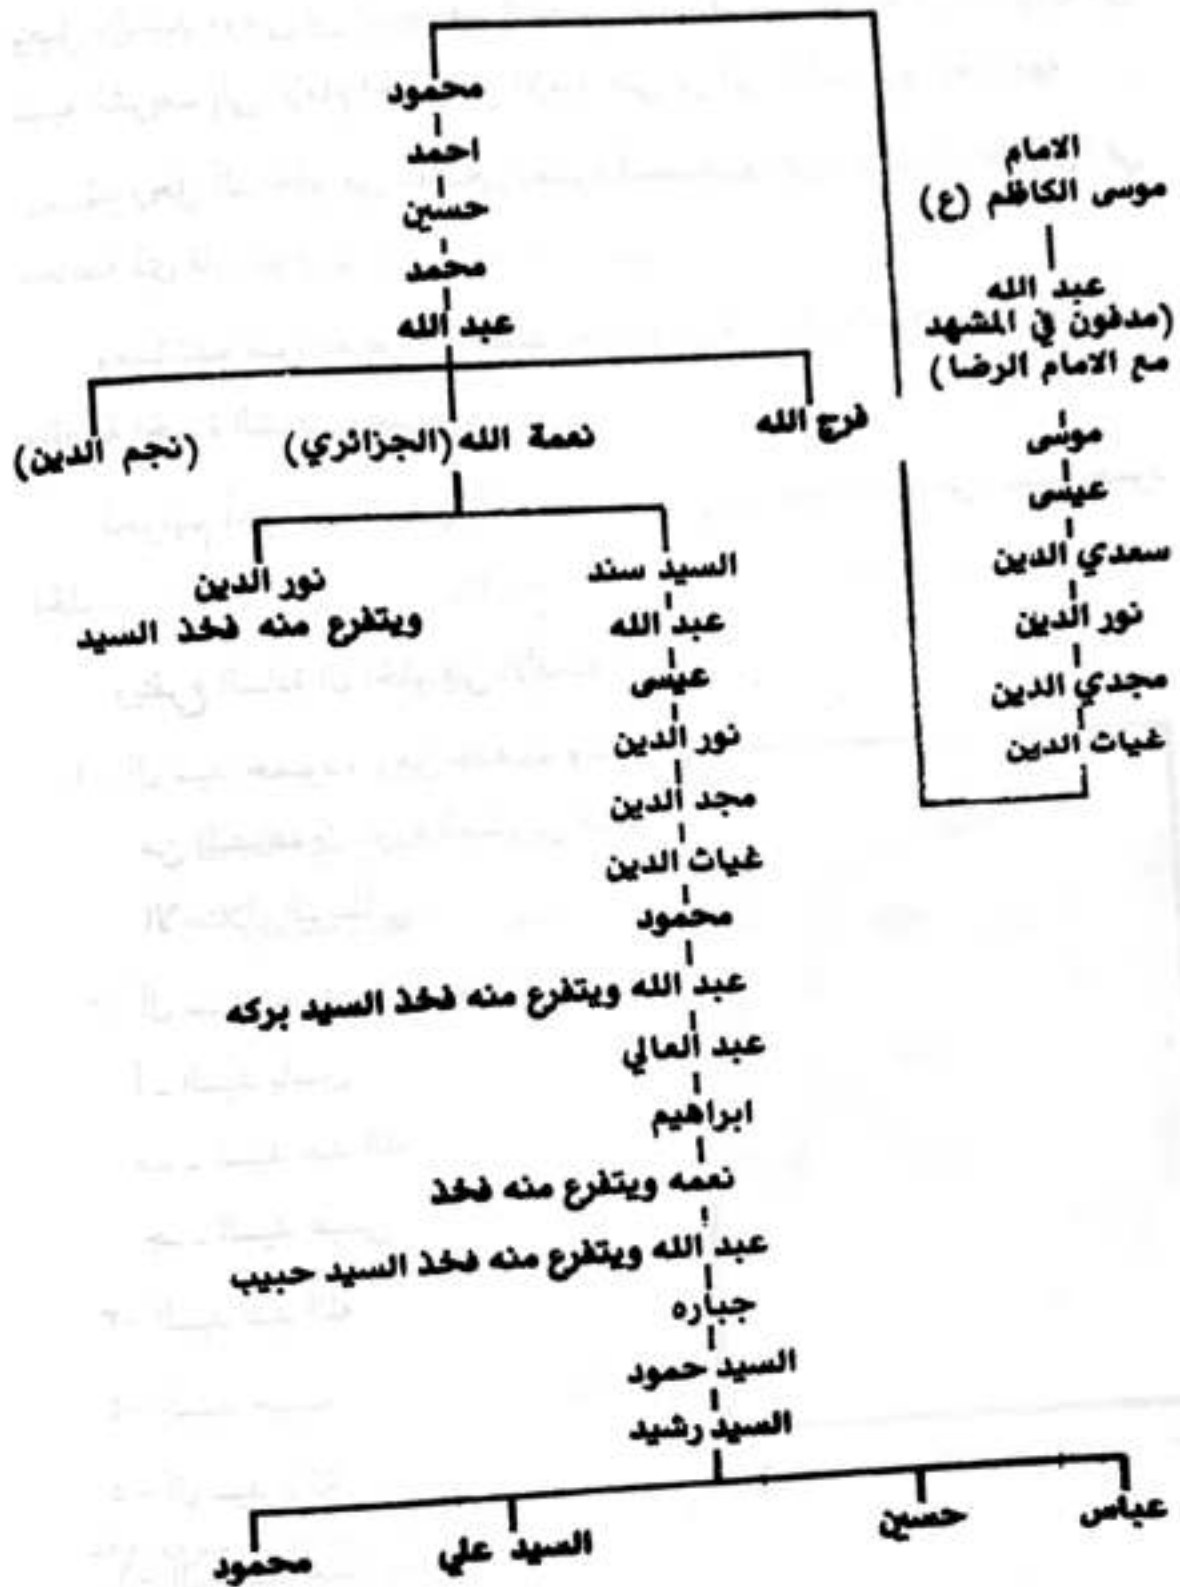 الامام
موسى الكاظم (ع)
عبد الله
(مدفون في المشهد
مع الامام الرضا)
موسى
عيسى
سعدي الدين
نور الدين
مجدي الدين
غياث الدين
محمود
احمد
حسين
محمد
عبد الله
فرج الله
نعمة الله (الجزائري)
(نجم الدين)
السيد سند
نور الدين
ويتفرع منه فخذ السيد
عبد الله
عيسى
نور الدين
مجد الدين
غياث الدين
محمود
عبد الله ويتفرع منه فخذ السيد بركه
عبد العالي
ابراهيم
نعمه ويتفرع منه فخذ
عبد الله ويتفرع منه فخذ السيد حبيب
جباره
السيد حمود
السيد رشيد
عباس
حسين
السيد علي
محمود